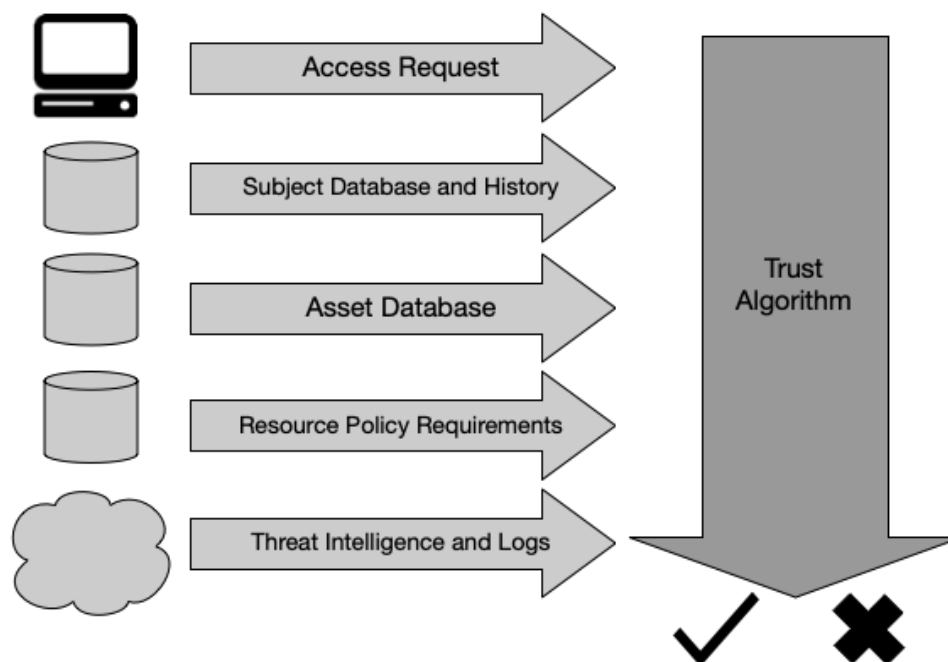 Access Request
Subject Database and History
Asset Database
Resource Policy Requirements
Threat Intelligence and Logs
Trust
Algorithm